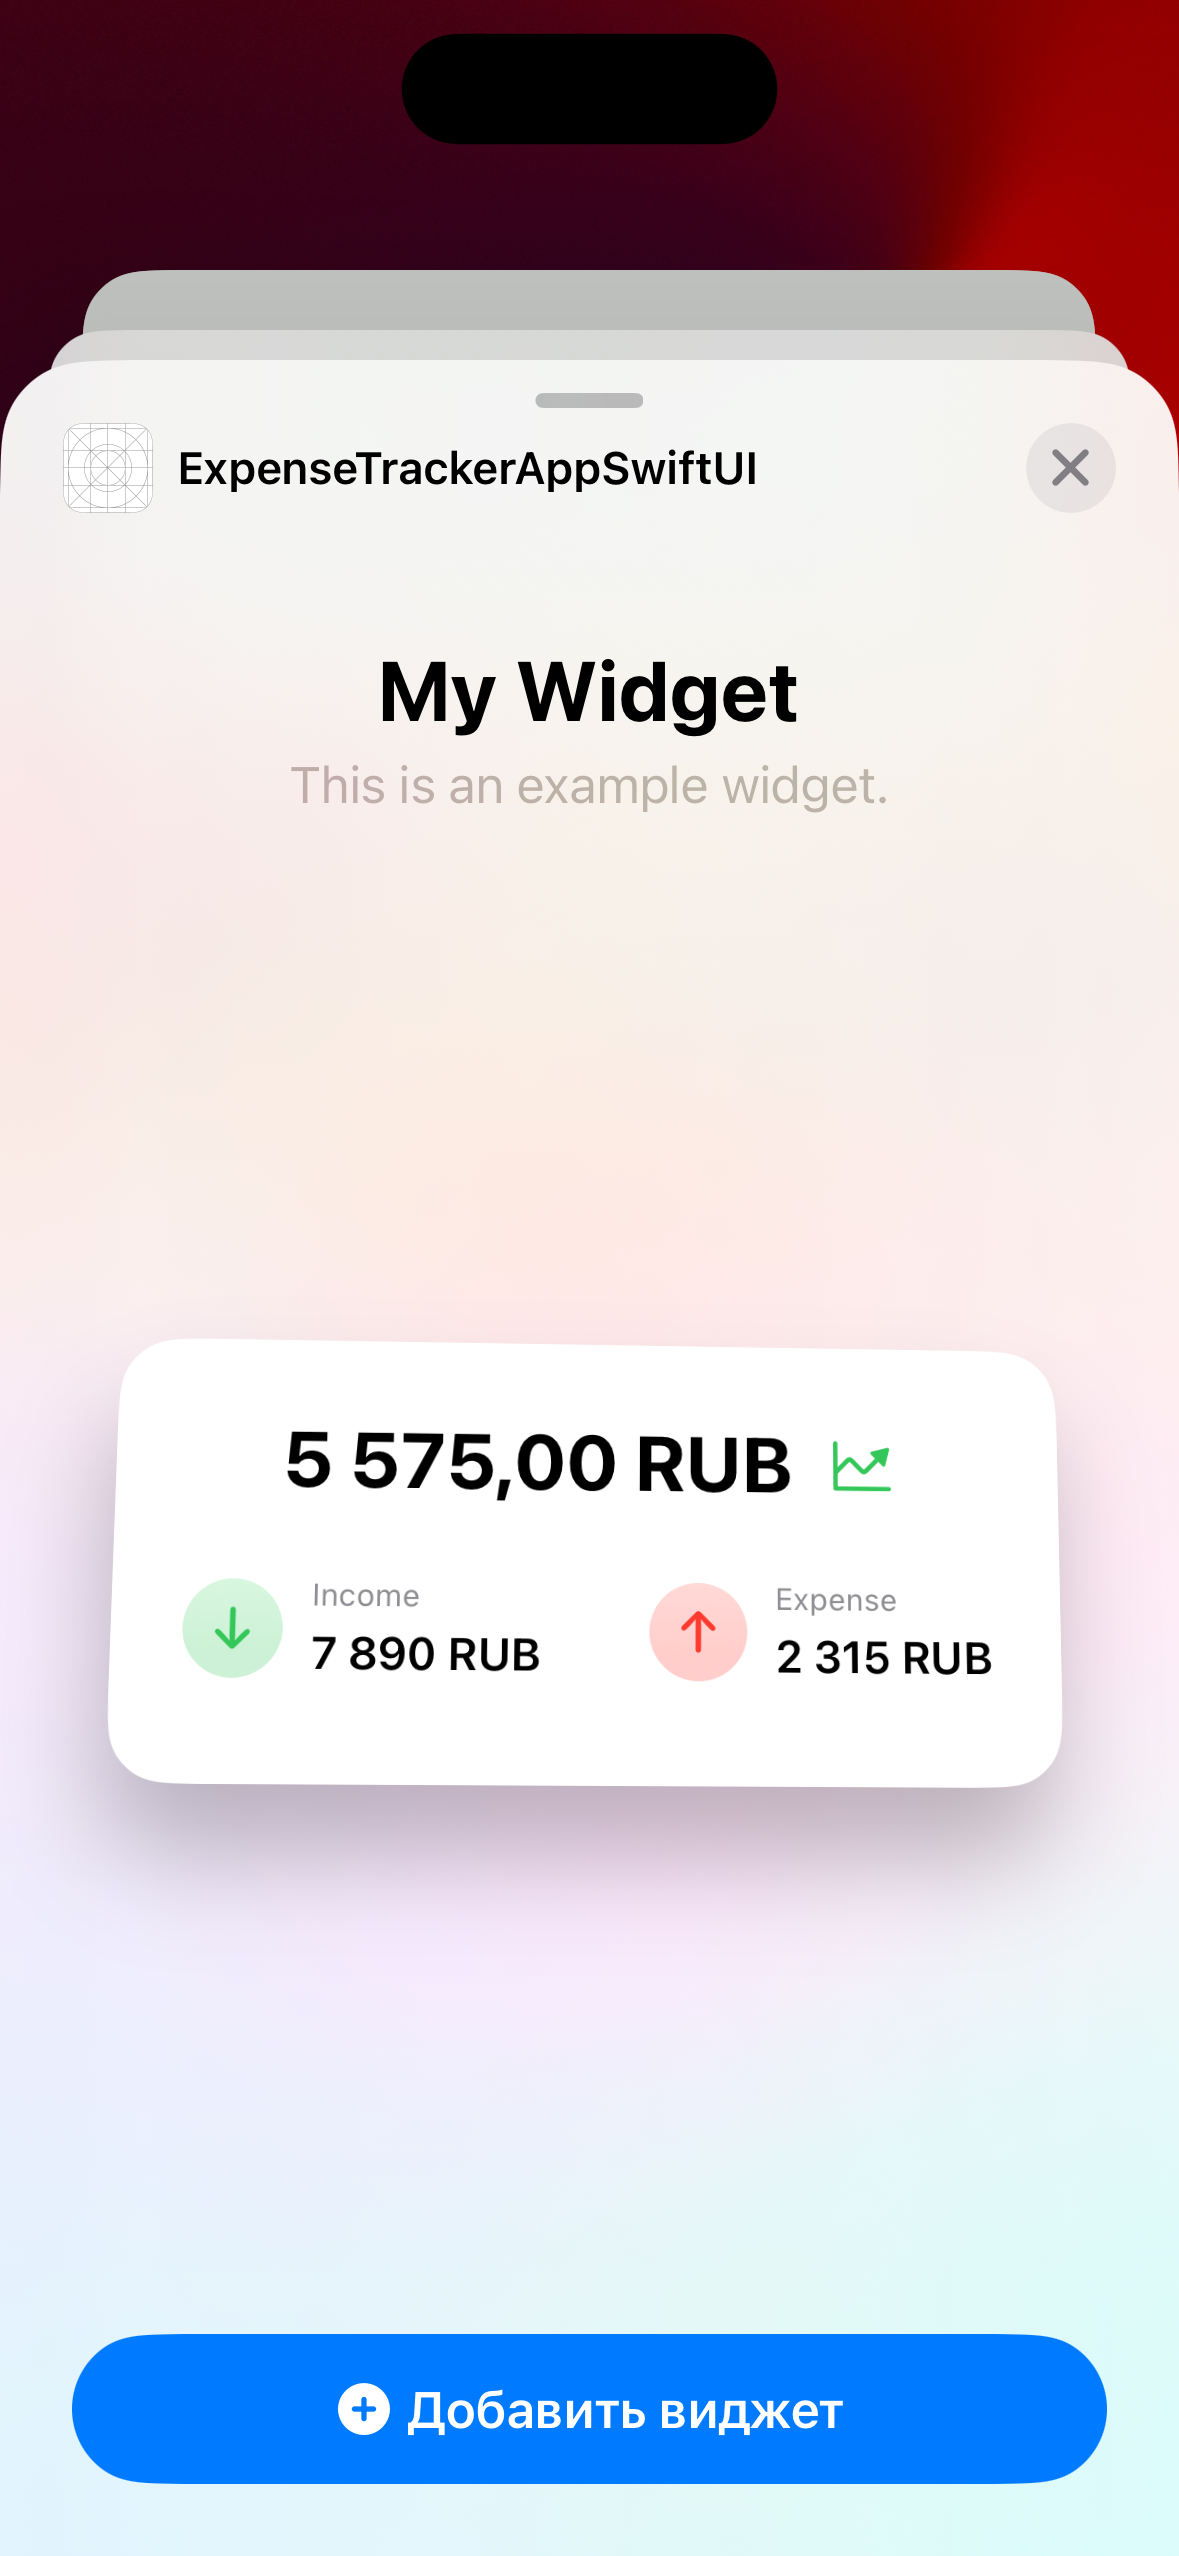 ExpenseTrackerAppSwiftUI
My Widget
This is an example widget.
5 575,00 RUB
Income
7 890 RUB
Expense
2 315 RUB
Добавить виджет